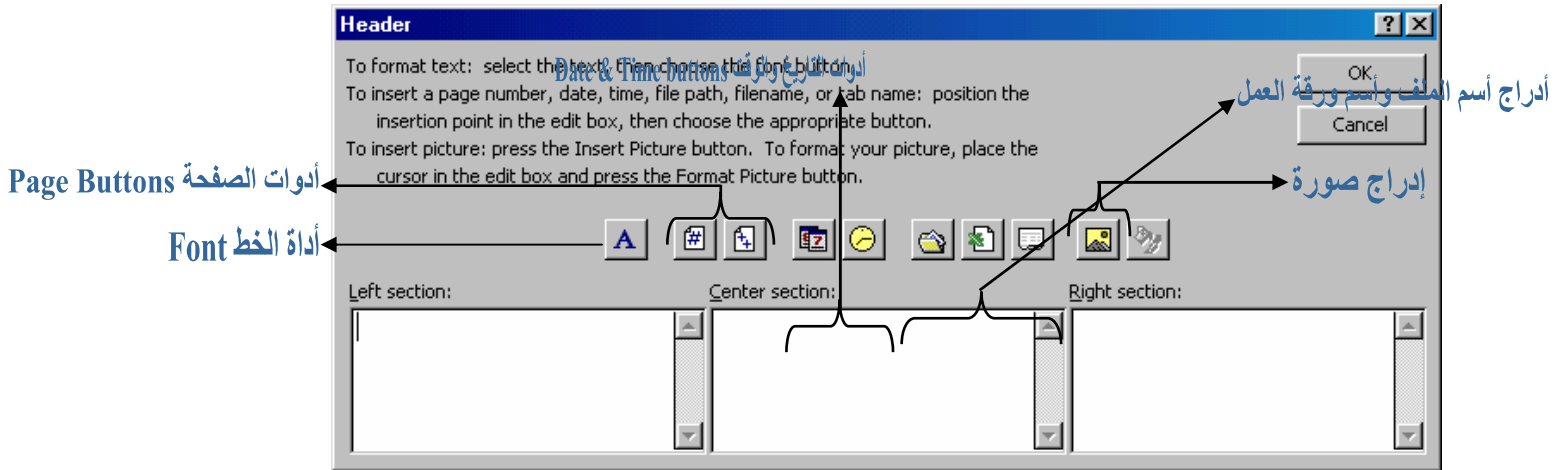 Header
To format text: select the text, then choose the font button.
أدوات التاريخ والوقت Date & Time buttons
To insert a page number, date, time, file path, filename, or tab name: position the
insertion point in the edit box, then choose the appropriate button.
To insert picture: press the Insert Picture button. To format your picture, place the
cursor in the edit box and press the Format Picture button.
OK
أدراج أسم الملف وأسم ورقة العمل
Cancel
أدوات الصفحة Page Buttons
إدراج صورة
أداة الخط Font
A
Left section:
Center section:
Right section: